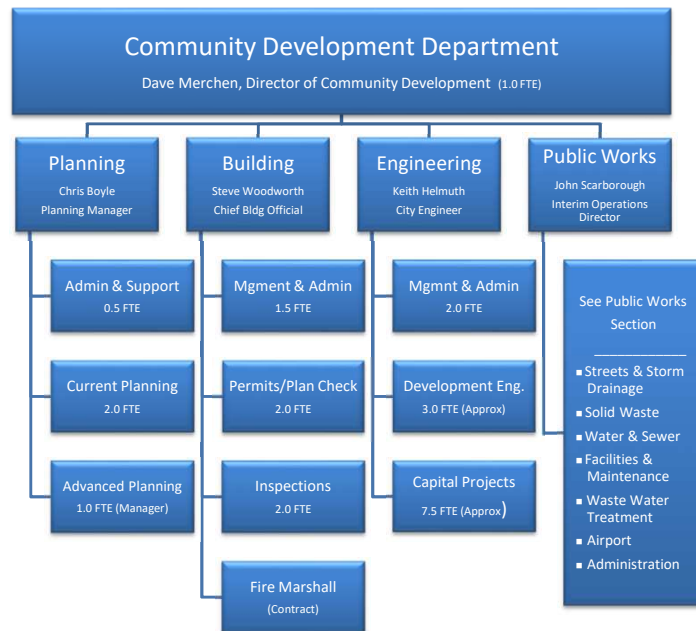 Community Development Department
Dave Merchen, Director of Community Development (1.0 FTE)
Planning
Chris Boyle
Planning Manager
Building
Steve Woodworth
Chief Bldg Official
Engineering
Keith Helmuth
City Engineer
Public Works
John Scarborough
Interim Operations
Director
Admin & Support
0.5 FTE
Current Planning
2.0 FTE
Advanced Planning
1.0 FTE (Manager)
Mgment & Admin
1.5 FTE
Permits/Plan Check
2.0 FTE
Inspections
2.0 FTE
Fire Marshall
(Contract)
Mgmnt & Admin
2.0 FTE
Development Eng.
3.0 FTE (Approx)
Capital Projects
7.5 FTE (Approx)
See Public Works
Section
____________
▪ Streets & Storm
Drainage
▪ Solid Waste
▪ Water & Sewer
▪ Facilities &
Maintenance
▪ Waste Water
Treatment
▪ Airport
▪ Administration